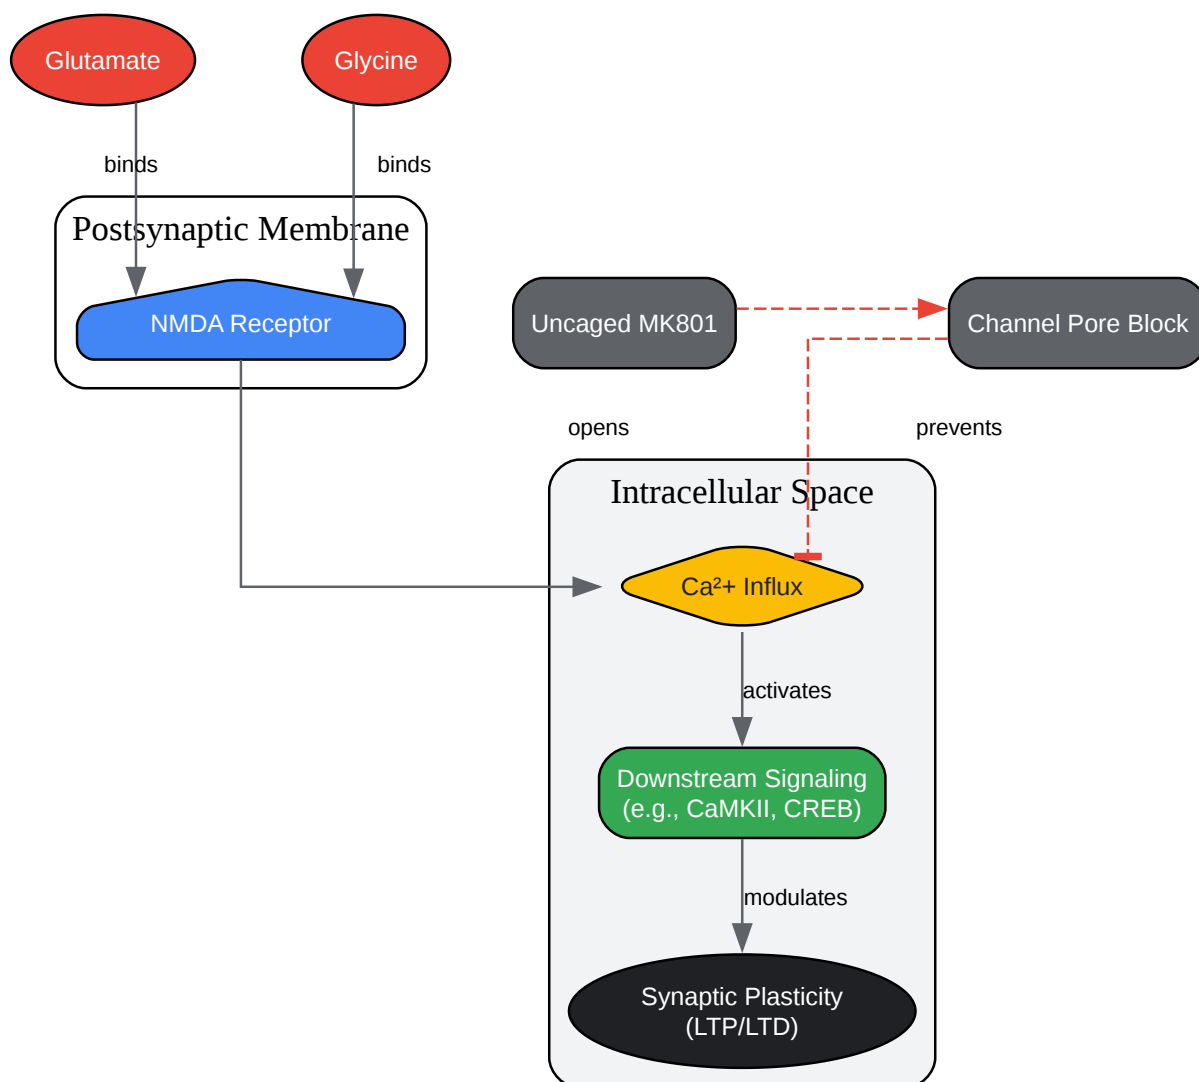 Glutamate
Glycine
binds
binds
Postsynaptic Membrane
NMDA Receptor
Uncaged MK801
Channel Pore Block
opens
prevents
Intracellular Space
Ca²+ Influx
activates
Downstream Signaling
(e.g., CaMKII, CREB)
modulates
Synaptic Plasticity
(LTP/LTD)